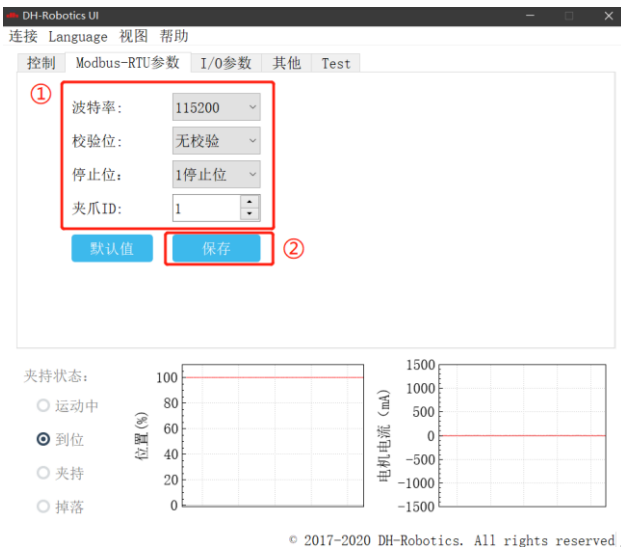 DH-Robotics UI
连接 Language 视图 帮助
控制 Modbus-RTU参数 I/O参数 其他 Test
①
波特率: 115200
校验位: 无校验
停止位: 1停止位
夹爪ID: 1
默认值 保存 ②
夹持状态:
运动中
到位
夹持
掉落
位置(%)
100
80
60
40
20
0
电机电流 (mA)
1500
1000
500
0
-500
-1000
-1500
© 2017-2020 DH-Robotics. All rights reserved